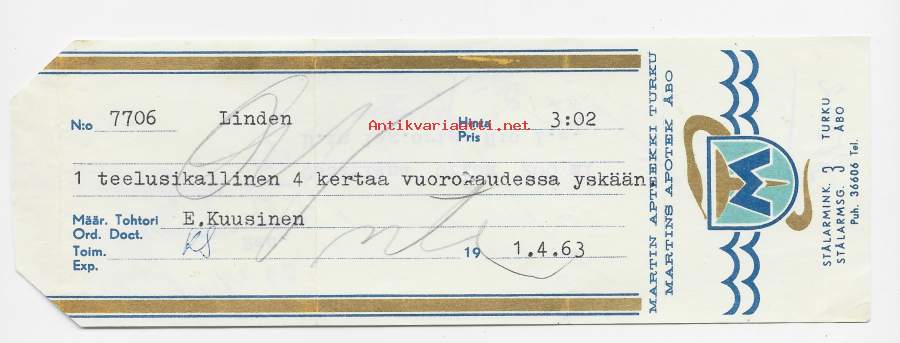 N:o 7706 Linden Hinta 3:02
Pris
Antikvariaatti.net
1 teelusikallinen 4 kertaa vuorokaudessa yskään
Määr. Tohtori E.Kuusinen
Ord. Doct.
Toim. 19 1.4.63
Exp.
MARTIN APTEEKKI TURKU
MARTINS APOTEK ÅBO
M
STÅLARMINK. 3 TURKU
STÅLARMSG. 3 ÅBO
Puh. 36606 Tel.